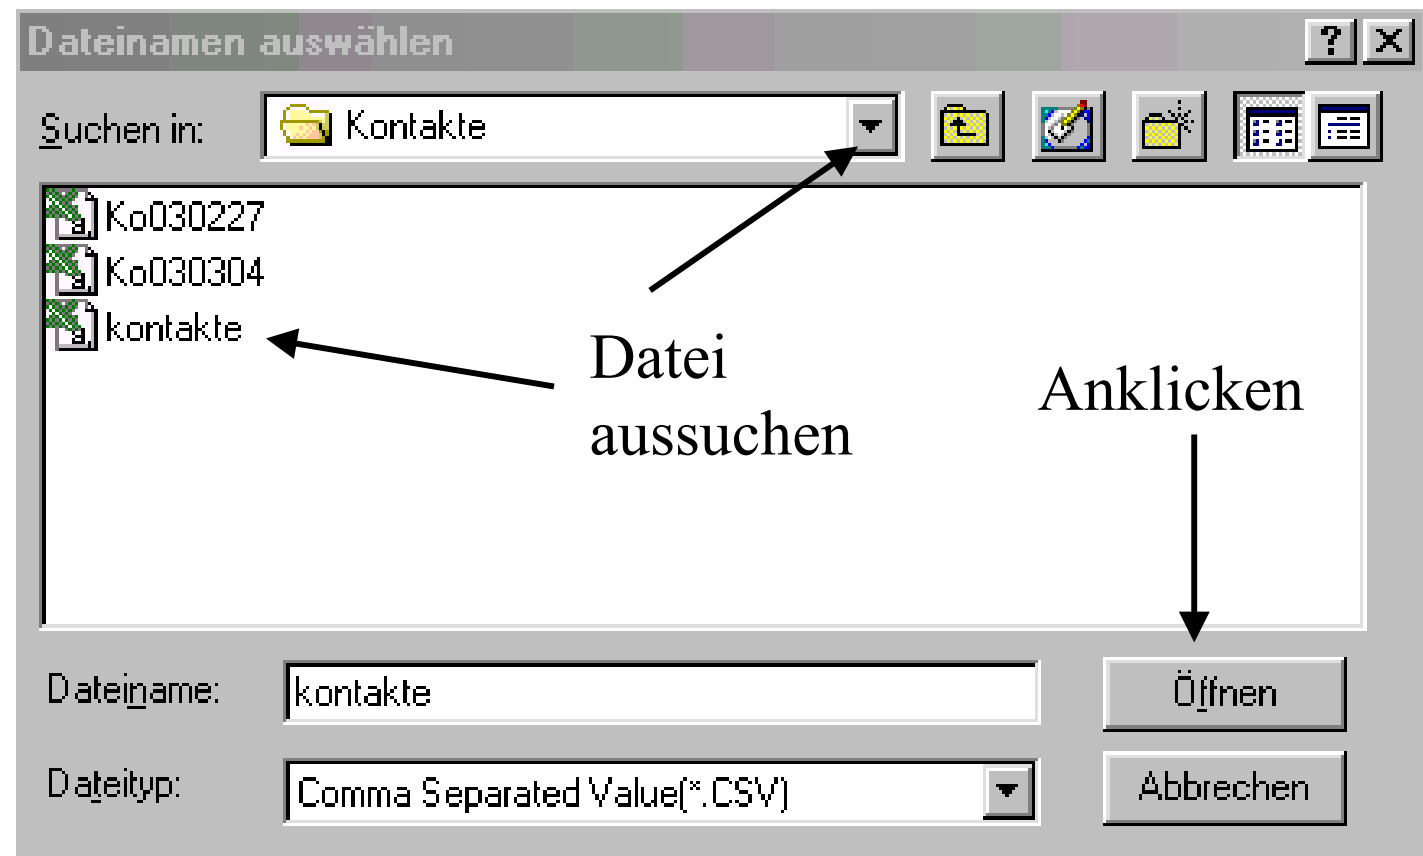 Dateinamen auswählen
Suchen in: Kontakte
Ko030227
Ko030304
kontakte
Datei
aussuchen
Anklicken
Dateiname: kontakte Öffnen
Dateityp: Comma Separated Value(*.CSV) Abbrechen